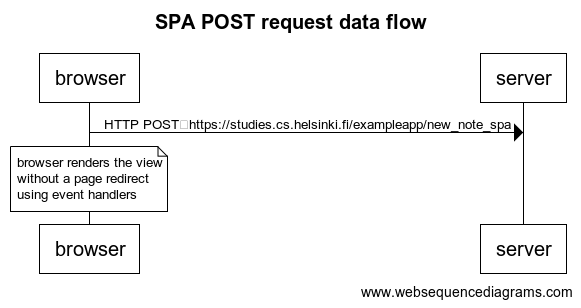 SPA POST request data flow
browser
server
HTTP POST□https://studies.cs.helsinki.fi/exampleapp/new_note_spa
browser renders the view
without a page redirect
using event handlers
browser
server
www.websequencediagrams.com